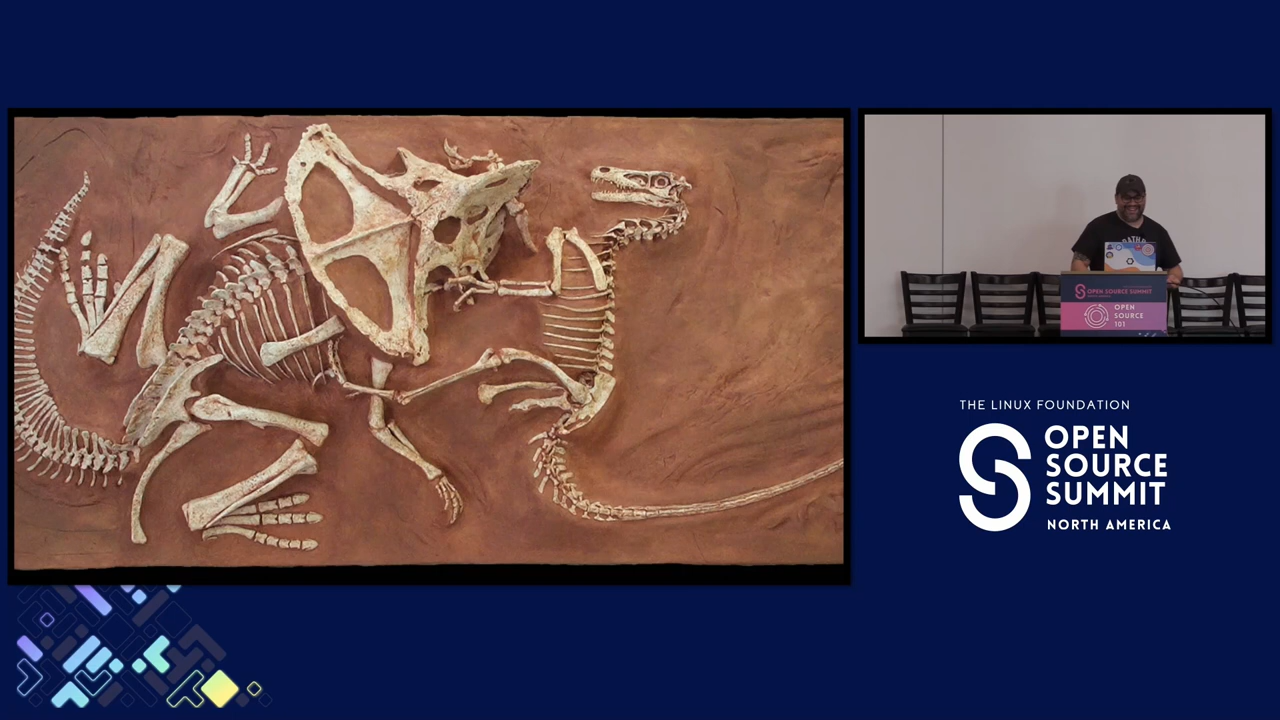 OPEN SOURCE SUMMIT
OPEN
SOURCE
101
THE LINUX FOUNDATION
OPEN
SOURCE
SUMMIT
NORTH AMERICA